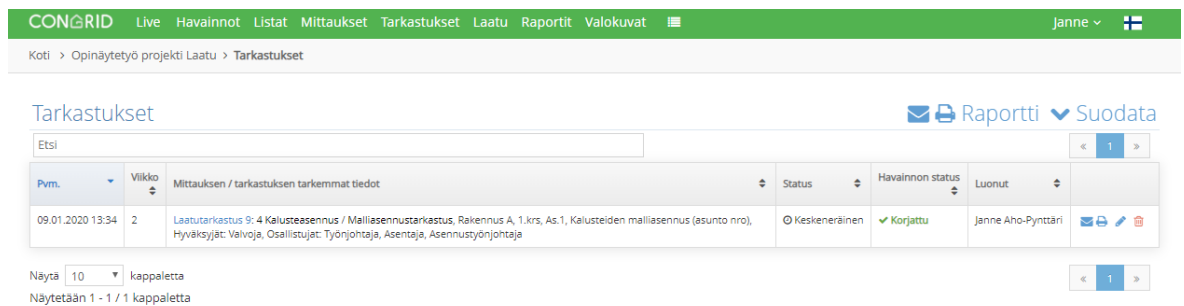 CONGRID Live Havainnot Listat Mittaukset Tarkastukset Laatu Raportit Valokuvat Janne
Koti > Opinäytetyö projekti Laatu > Tarkastukset
Tarkastukset Raportti Suodata
Etsi « 1 »
Pvm. Viikko Mittauksen / tarkastuksen tarkemmat tiedot Status Havainnon status Luonut
09.01.2020 13:34 2 Laatutarkastus 9: 4 Kalusteasennus / Malliasennustarkastus, Rakennus A, 1.krs, As.1, Kalusteiden malliasennus (asunto nro), Keskeneräinen Korjattu Janne Aho-Pynttäri
Hyväksyjät: Valvoja, Osallistujat: Työnjohtaja, Asentaja, Asennustyönjohtaja
Näytä 10 kappaletta « 1 »
Näytetään 1 - 1 / 1 kappaletta